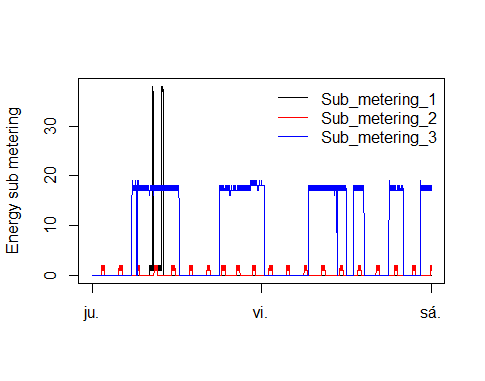 Energy sub metering
0
10
20
30
Sub_metering_1
Sub_metering_2
Sub_metering_3
ju.
vi.
sá.